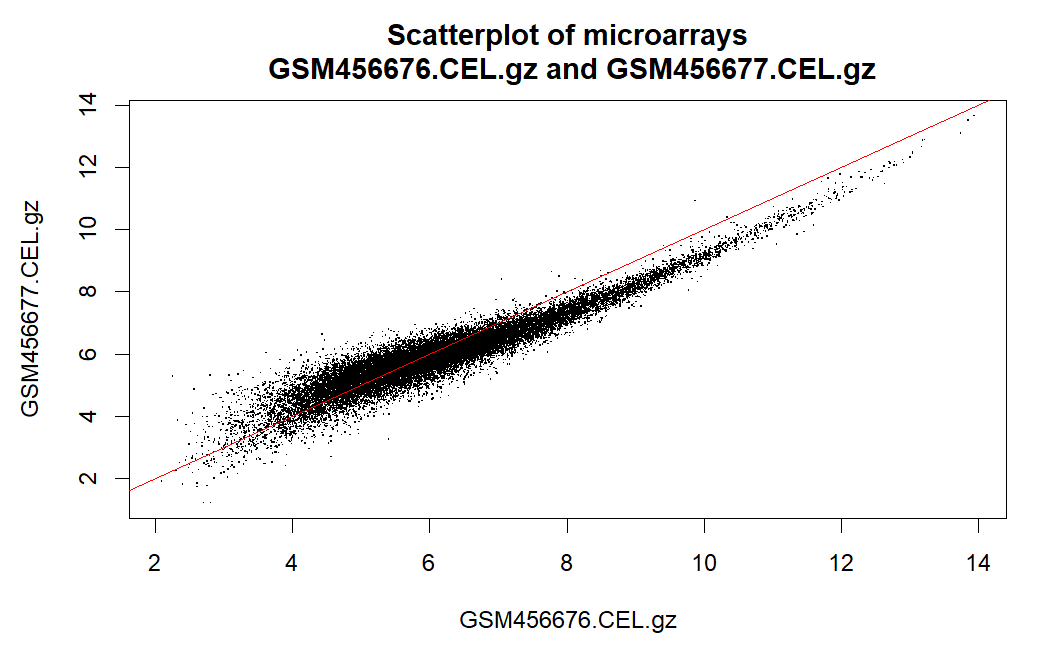 Scatterplot of microarrays
GSM456676.CEL.gz and GSM456677.CEL.gz
14
12
10
8
6
4
2
GSM456677.CEL.gz
2 4 6 8 10 12 14
GSM456676.CEL.gz